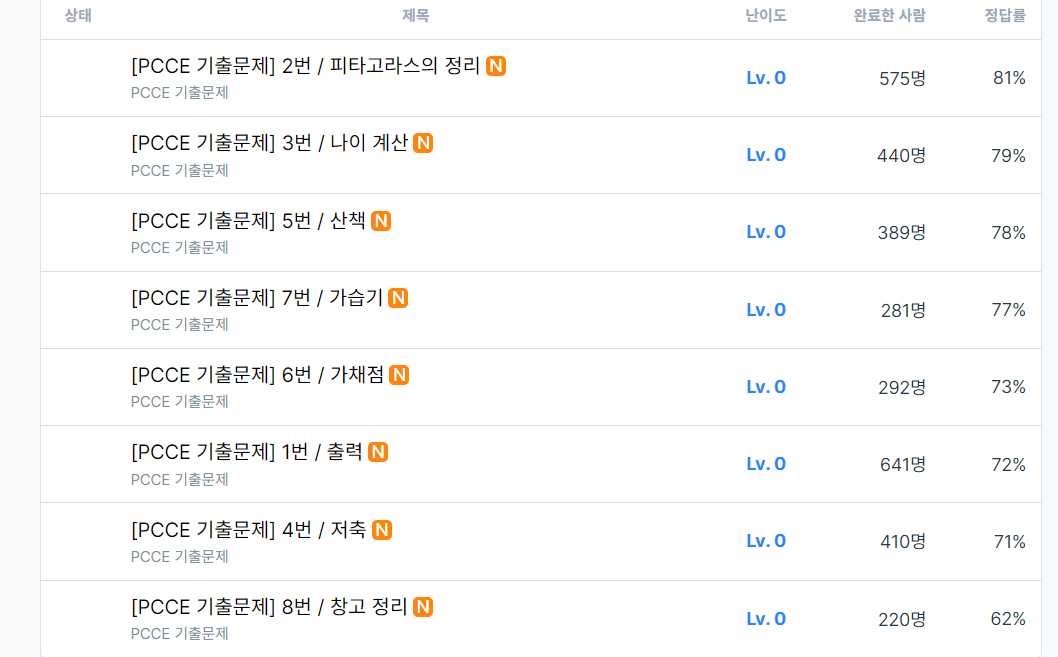 상태 제목 난이도 완료한 사람 정답률
[PCCE 기출문제] 2번 / 피타고라스의 정리 N
PCCE 기출문제
Lv. 0 575명 81%
[PCCE 기출문제] 3번 / 나이 계산 N
PCCE 기출문제
Lv. 0 440명 79%
[PCCE 기출문제] 5번 / 산책 N
PCCE 기출문제
Lv. 0 389명 78%
[PCCE 기출문제] 7번 / 가습기 N
PCCE 기출문제
Lv. 0 281명 77%
[PCCE 기출문제] 6번 / 가채점 N
PCCE 기출문제
Lv. 0 292명 73%
[PCCE 기출문제] 1번 / 출력 N
PCCE 기출문제
Lv. 0 641명 72%
[PCCE 기출문제] 4번 / 저축 N
PCCE 기출문제
Lv. 0 410명 71%
[PCCE 기출문제] 8번 / 창고 정리 N
PCCE 기출문제
Lv. 0 220명 62%